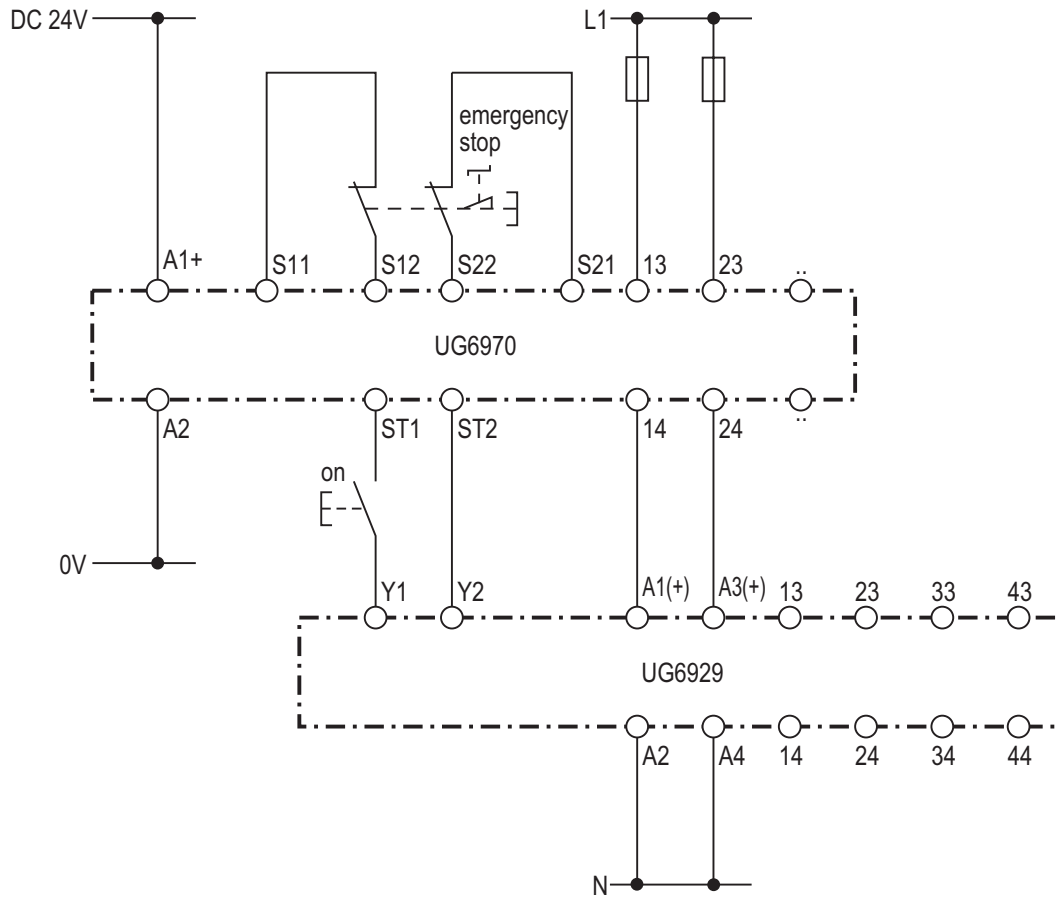 DC 24V
L1
emergency
stop
A1+ S11 S12 S22 S21 13 23 ..
UG6970
A2 ST1 ST2 14 24 ..
on
0V
Y1 Y2 A1(+) A3(+) 13 23 33 43
UG6929
A2 A4 14 24 34 44
N